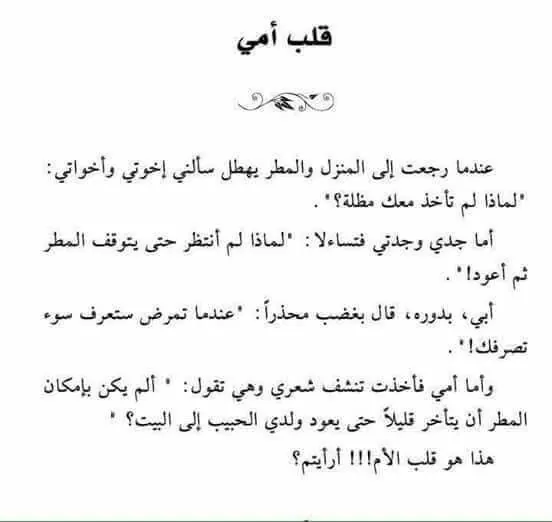 قلب أمي
عندما رجعت إلى المنزل والمطر يهطل سألني إخوتي وأخواتي:
"لماذا لم تأخذ معك مظلة؟" .
أما جدي وجدتي فتساءلا: "لماذا لم أنتظر حتى يتوقف المطر
ثم أعود!" .
أبي، بدوره، قال بغضب محذراً: "عندما تمرض ستعرف سوء
تصرفك!" .
وأما أمي فأخذت تنشف شعري وهي تقول: " ألم يكن بإمكان
المطر أن يتأخر قليلاً حتى يعود ولدي الحبيب إلى البيت؟ "
هذا هو قلب الأم!!! أرأيتم؟